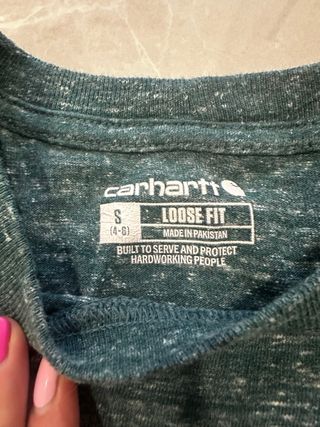 carhartt
S LOOSE FIT
(4-6) MADE IN PAKISTAN
BUILT TO SERVE AND PROTECT
HARDWORKING PEOPLE